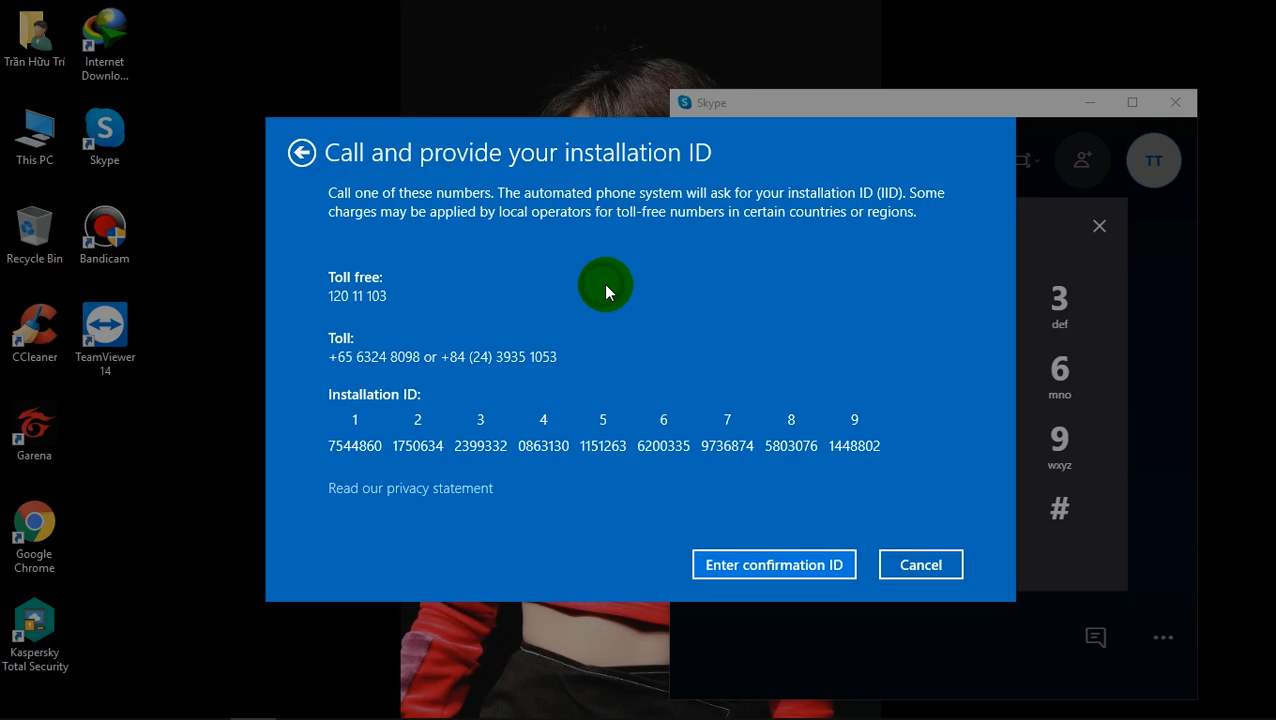 Trần Hữu Trí
Internet
Downlo...
This PC
Skype
Recycle Bin
Bandicam
CCleaner
TeamViewer
14
Garena
Google
Chrome
Kaspersky
Total Security
Skype
TT
Call and provide your installation ID
Call one of these numbers. The automated phone system will ask for your installation ID (IID). Some
charges may be applied by local operators for toll-free numbers in certain countries or regions.
Toll free:
120 11 103
Toll:
+65 6324 8098 or +84 (24) 3935 1053
Installation ID:
1 2 3 4 5 6 7 8 9
7544860 1750634 2399332 0863130 1151263 6200335 9736874 5803076 1448802
Read our privacy statement
Enter confirmation ID
Cancel
3
def
6
mno
9
wxyz
#